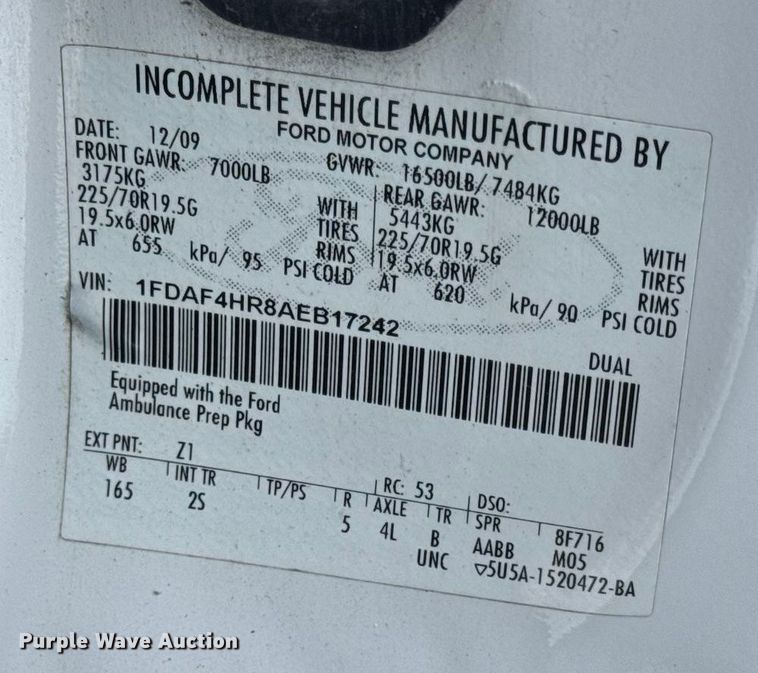 INCOMPLETE VEHICLE MANUFACTURED BY
FORD MOTOR COMPANY
DATE: 12/09 GVWR: 16500LB/ 7484KG
FRONT GAWR: 7000LB REAR GAWR: 12000LB
3175KG WITH 5443KG WITH
225/70R19.5G TIRES 225/70R19.5G TIRES
19.5x6.0RW RIMS 19.5x6.0RW RIMS
AT 655 kPa/ 95 PSI COLD AT 620 kPa/ 90 PSI COLD
VIN: 1FDAF4HR8AEB17242
DUAL
Equipped with the Ford
Ambulance Prep Pkg
EXT PNT: Z1 RC: 53 DSO: 8F716
WB INT TR TP/PS R AXLE TR SPR M05
165 2S 5 4L B AABB
UNC ▽5U5A-1520472-BA
Purple Wave Auction